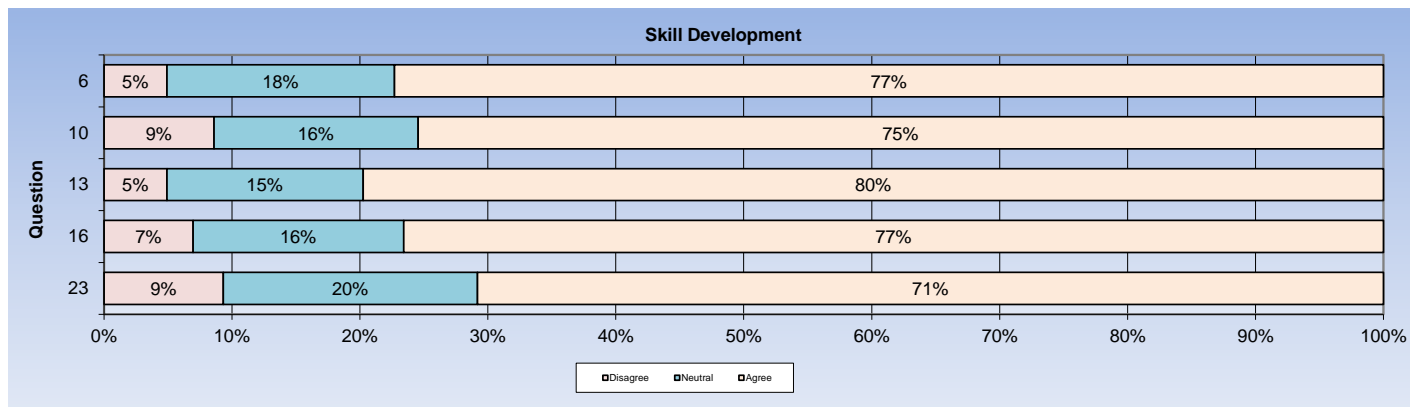 Skill Development
Question
6 5% 18% 77%
10 9% 16% 75%
13 5% 15% 80%
16 7% 16% 77%
23 9% 20% 71%
0% 10% 20% 30% 40% 50% 60% 70% 80% 90% 100%
Disagree Neutral Agree